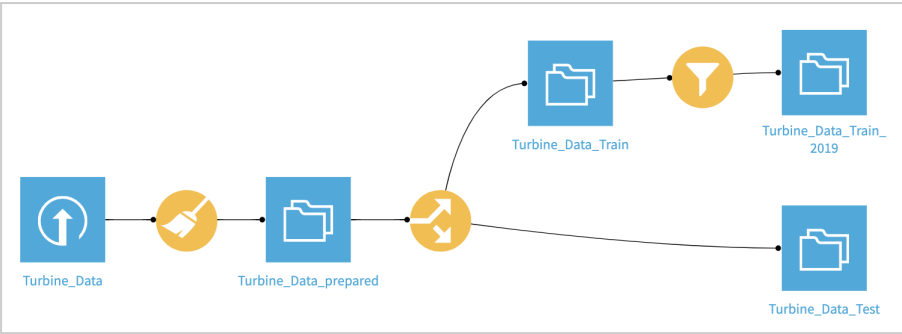 Turbine_Data_Train
Turbine_Data_Train_
2019
Turbine_Data
Turbine_Data_prepared
Turbine_Data_Test